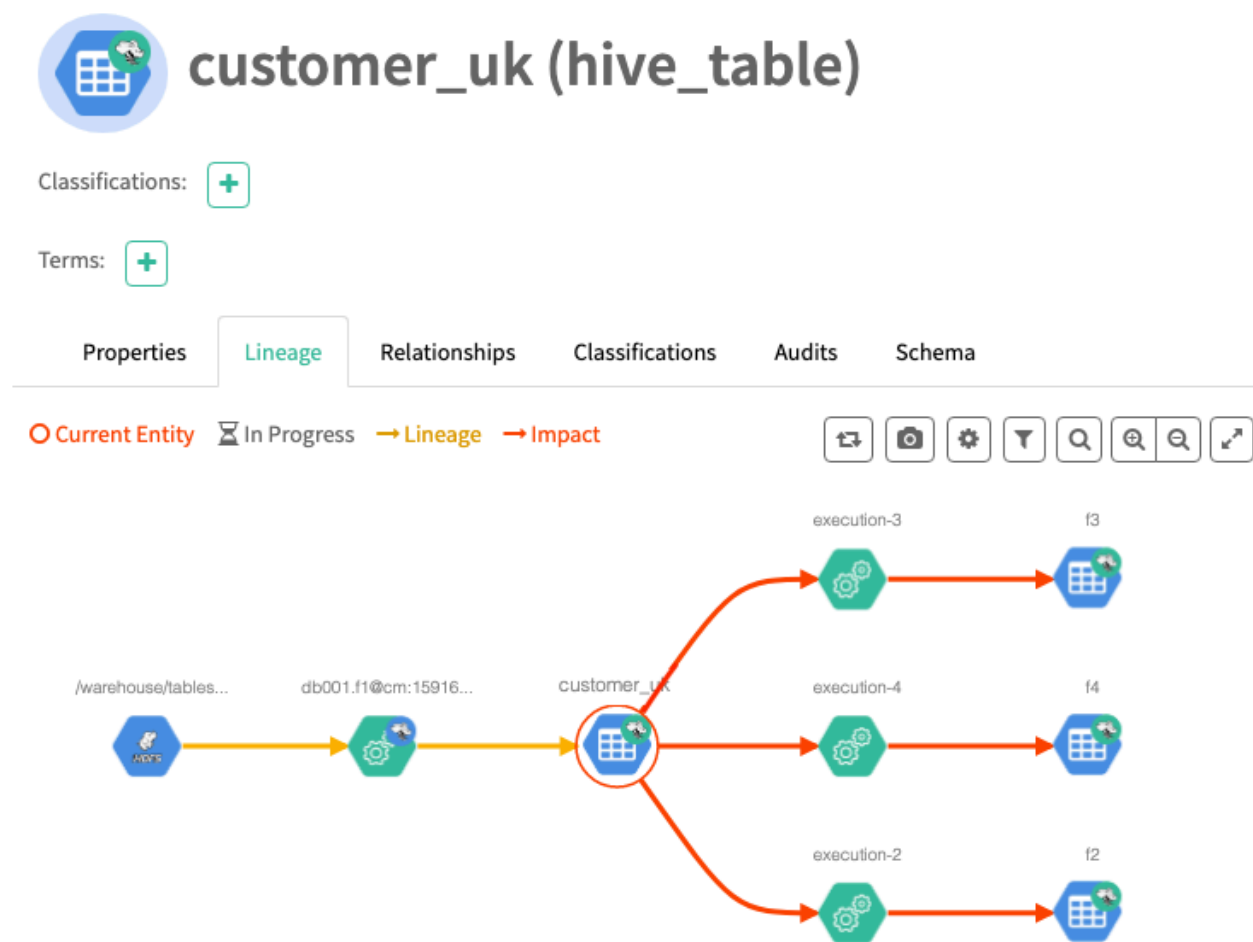 customer_uk (hive_table)
Classifications:
Terms:
Properties Lineage Relationships Classifications Audits Schema
Current Entity In Progress Lineage Impact
execution-3 f3
/warehouse/tables... db001.f1@cm:15916... customer_uk execution-4 f4
HDFS
execution-2 f2